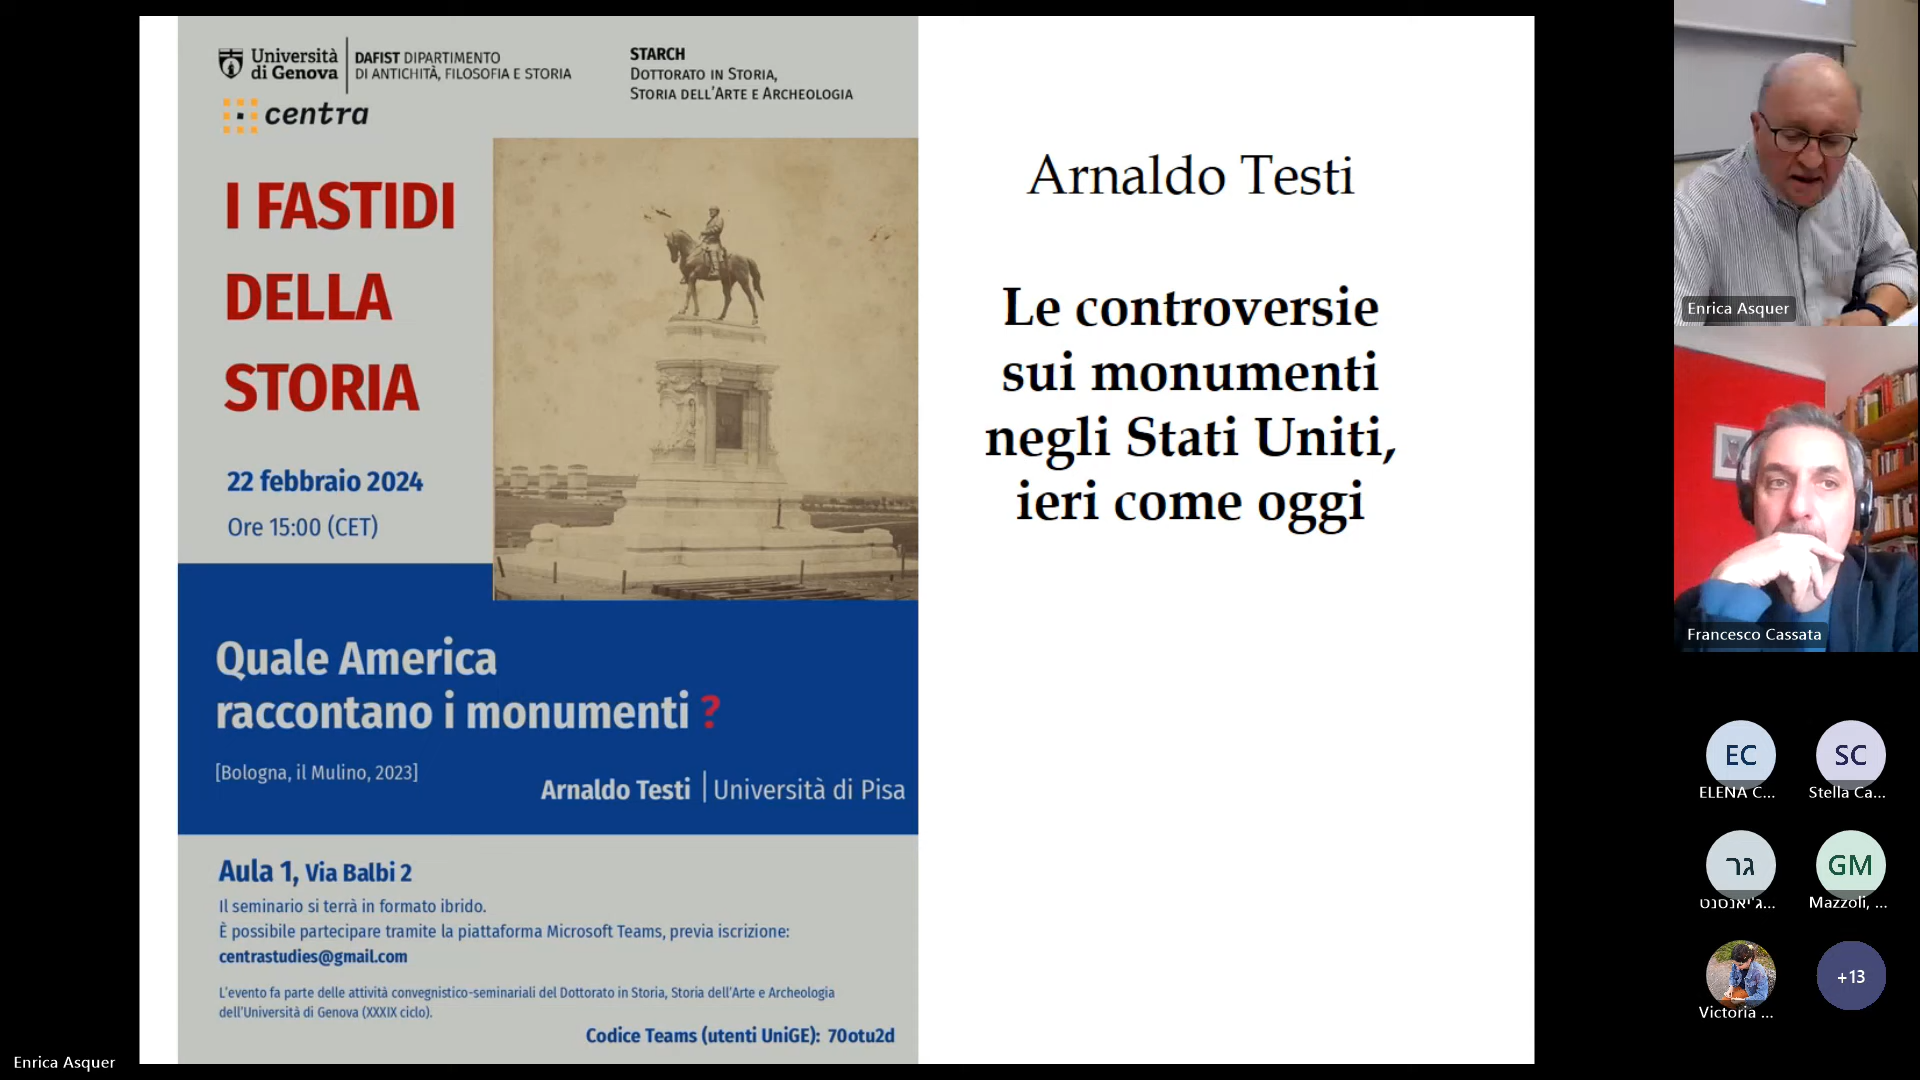 Università
di Genova
DAFIST DIPARTIMENTO
DI ANTICHITÀ, FILOSOFIA E STORIA
centra
STARCH
DOTTORATO IN STORIA,
STORIA DELL'ARTE E ARCHEOLOGIA
I FASTIDI
DELLA
STORIA
22 febbraio 2024
Ore 15:00 (CET)
Quale America
raccontano i monumenti ?
[Bologna, il Mulino, 2023]
Arnaldo Testi | Università di Pisa
Aula 1, Via Balbi 2
Il seminario si terrà in formato ibrido.
È possibile partecipare tramite la piattaforma Microsoft Teams, previa iscrizione:
centrastudies@gmail.com
L'evento fa parte delle attività convegnistico-seminariali del Dottorato in Storia, Storia dell'Arte e Archeologia
dell'Università di Genova (XXXIX ciclo).
Codice Teams (utenti UniGE): 70otu2d
Arnaldo Testi
Le controversie
sui monumenti
negli Stati Uniti,
ieri come oggi
Enrica Asquer
Francesco Cassata
EC
ELENA C...
SC
Stella Ca...
גר
ג'יאנסנט...
GM
Mazzoli, ...
Victoria ...
+13
Enrica Asquer